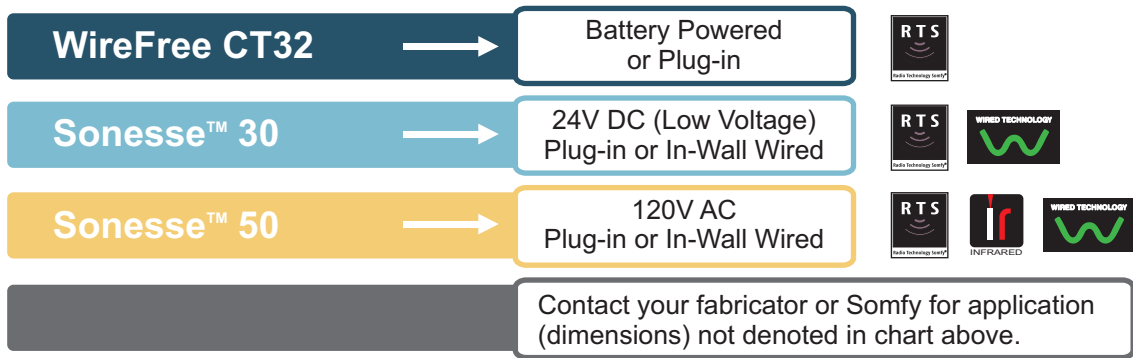 WireFree CT32
Battery Powered
or Plug-in
RTS
Radio Technology Somfy®
Sonesse™ 30
24V DC (Low Voltage)
Plug-in or In-Wall Wired
RTS
Radio Technology Somfy®
WIRED TECHNOLOGY
Sonesse™ 50
120V AC
Plug-in or In-Wall Wired
RTS
Radio Technology Somfy®
ir
INFRARED
WIRED TECHNOLOGY
Contact your fabricator or Somfy for application
(dimensions) not denoted in chart above.